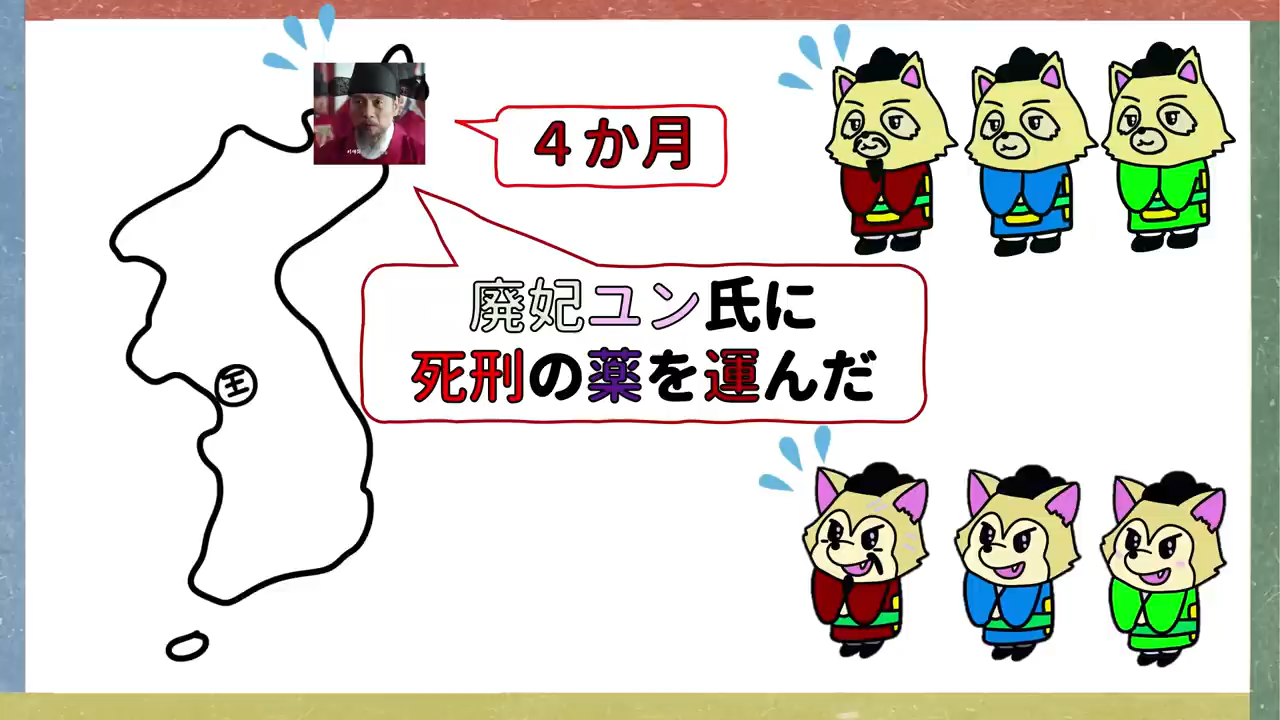 ４か月
廃妃ユン氏に
死刑の薬を運んだ
王